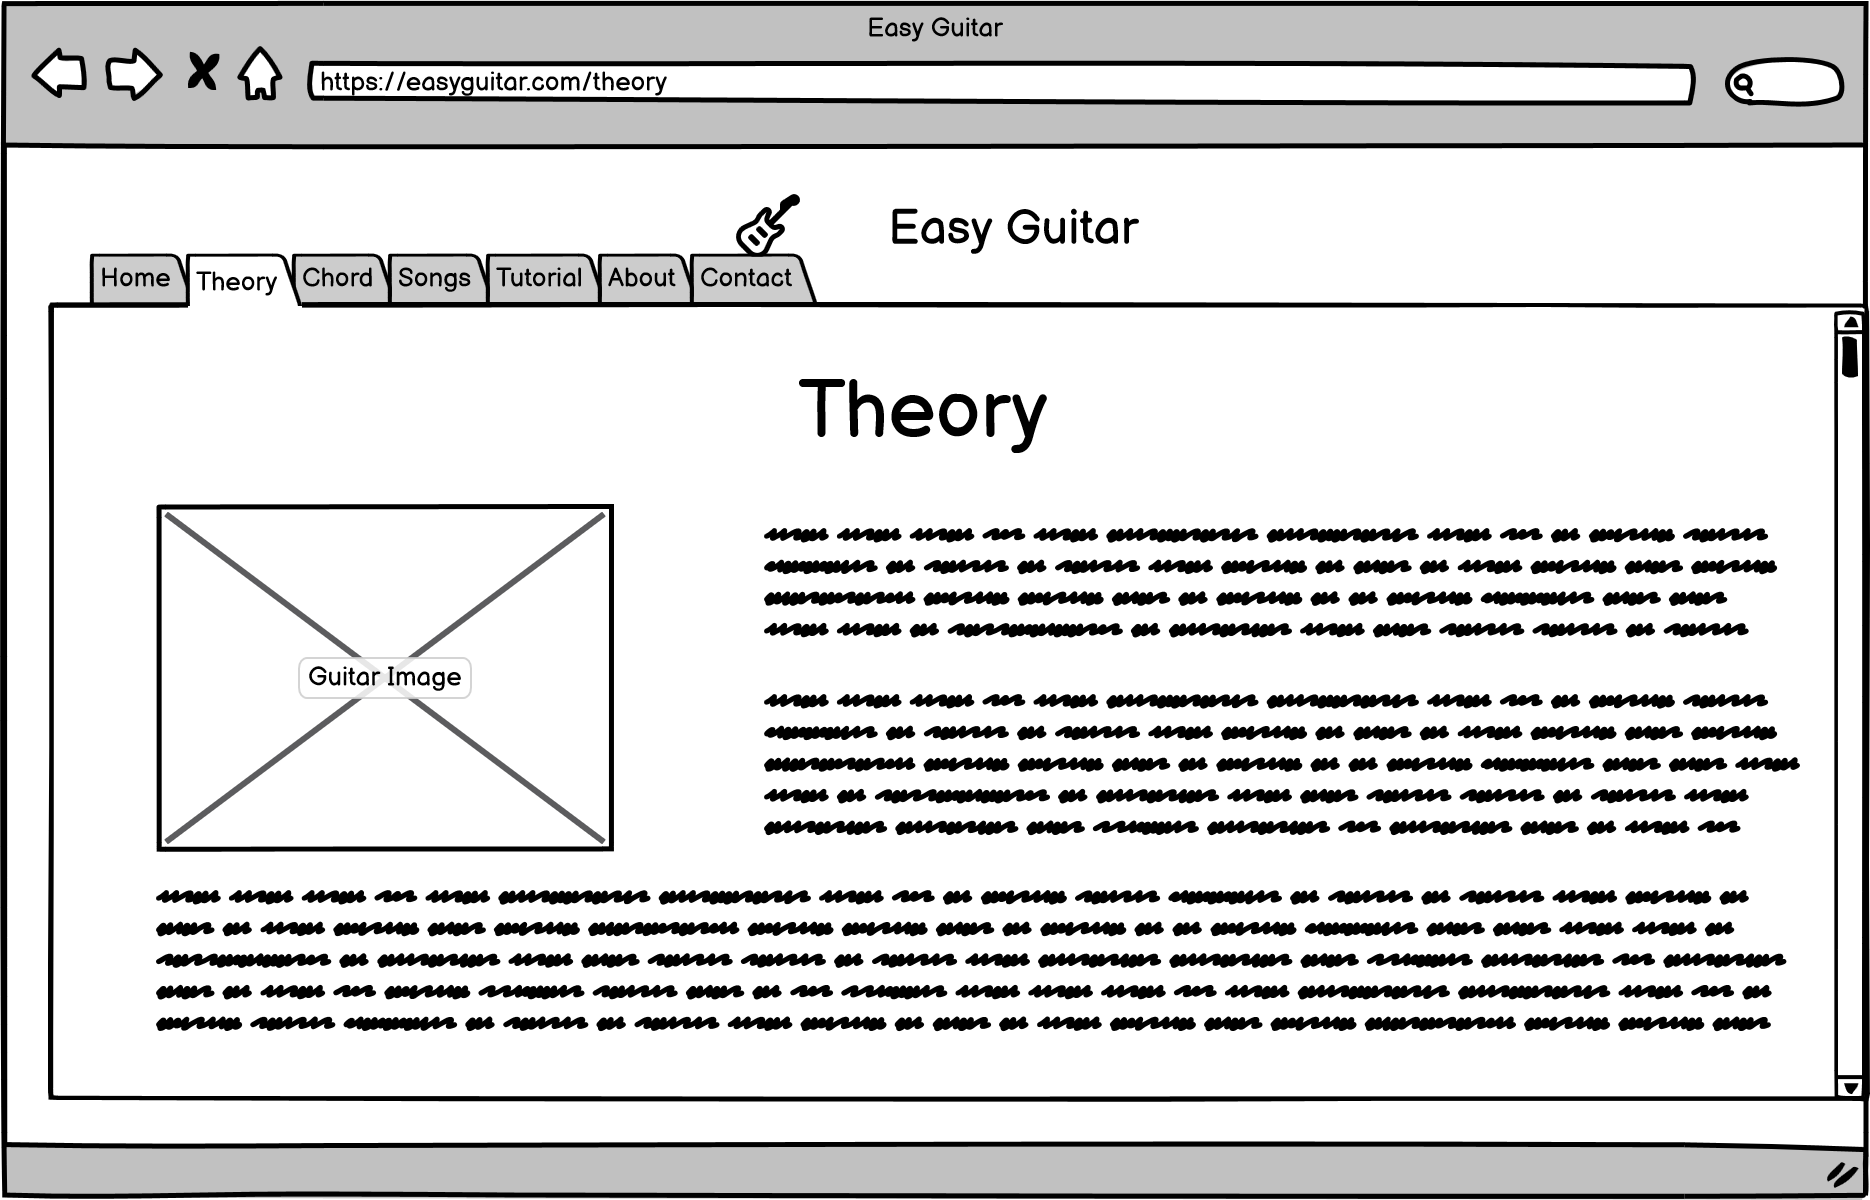 Easy Guitar
https://easyguitar.com/theory
Easy Guitar
Home Theory Chord Songs Tutorial About Contact
Theory
Guitar Image